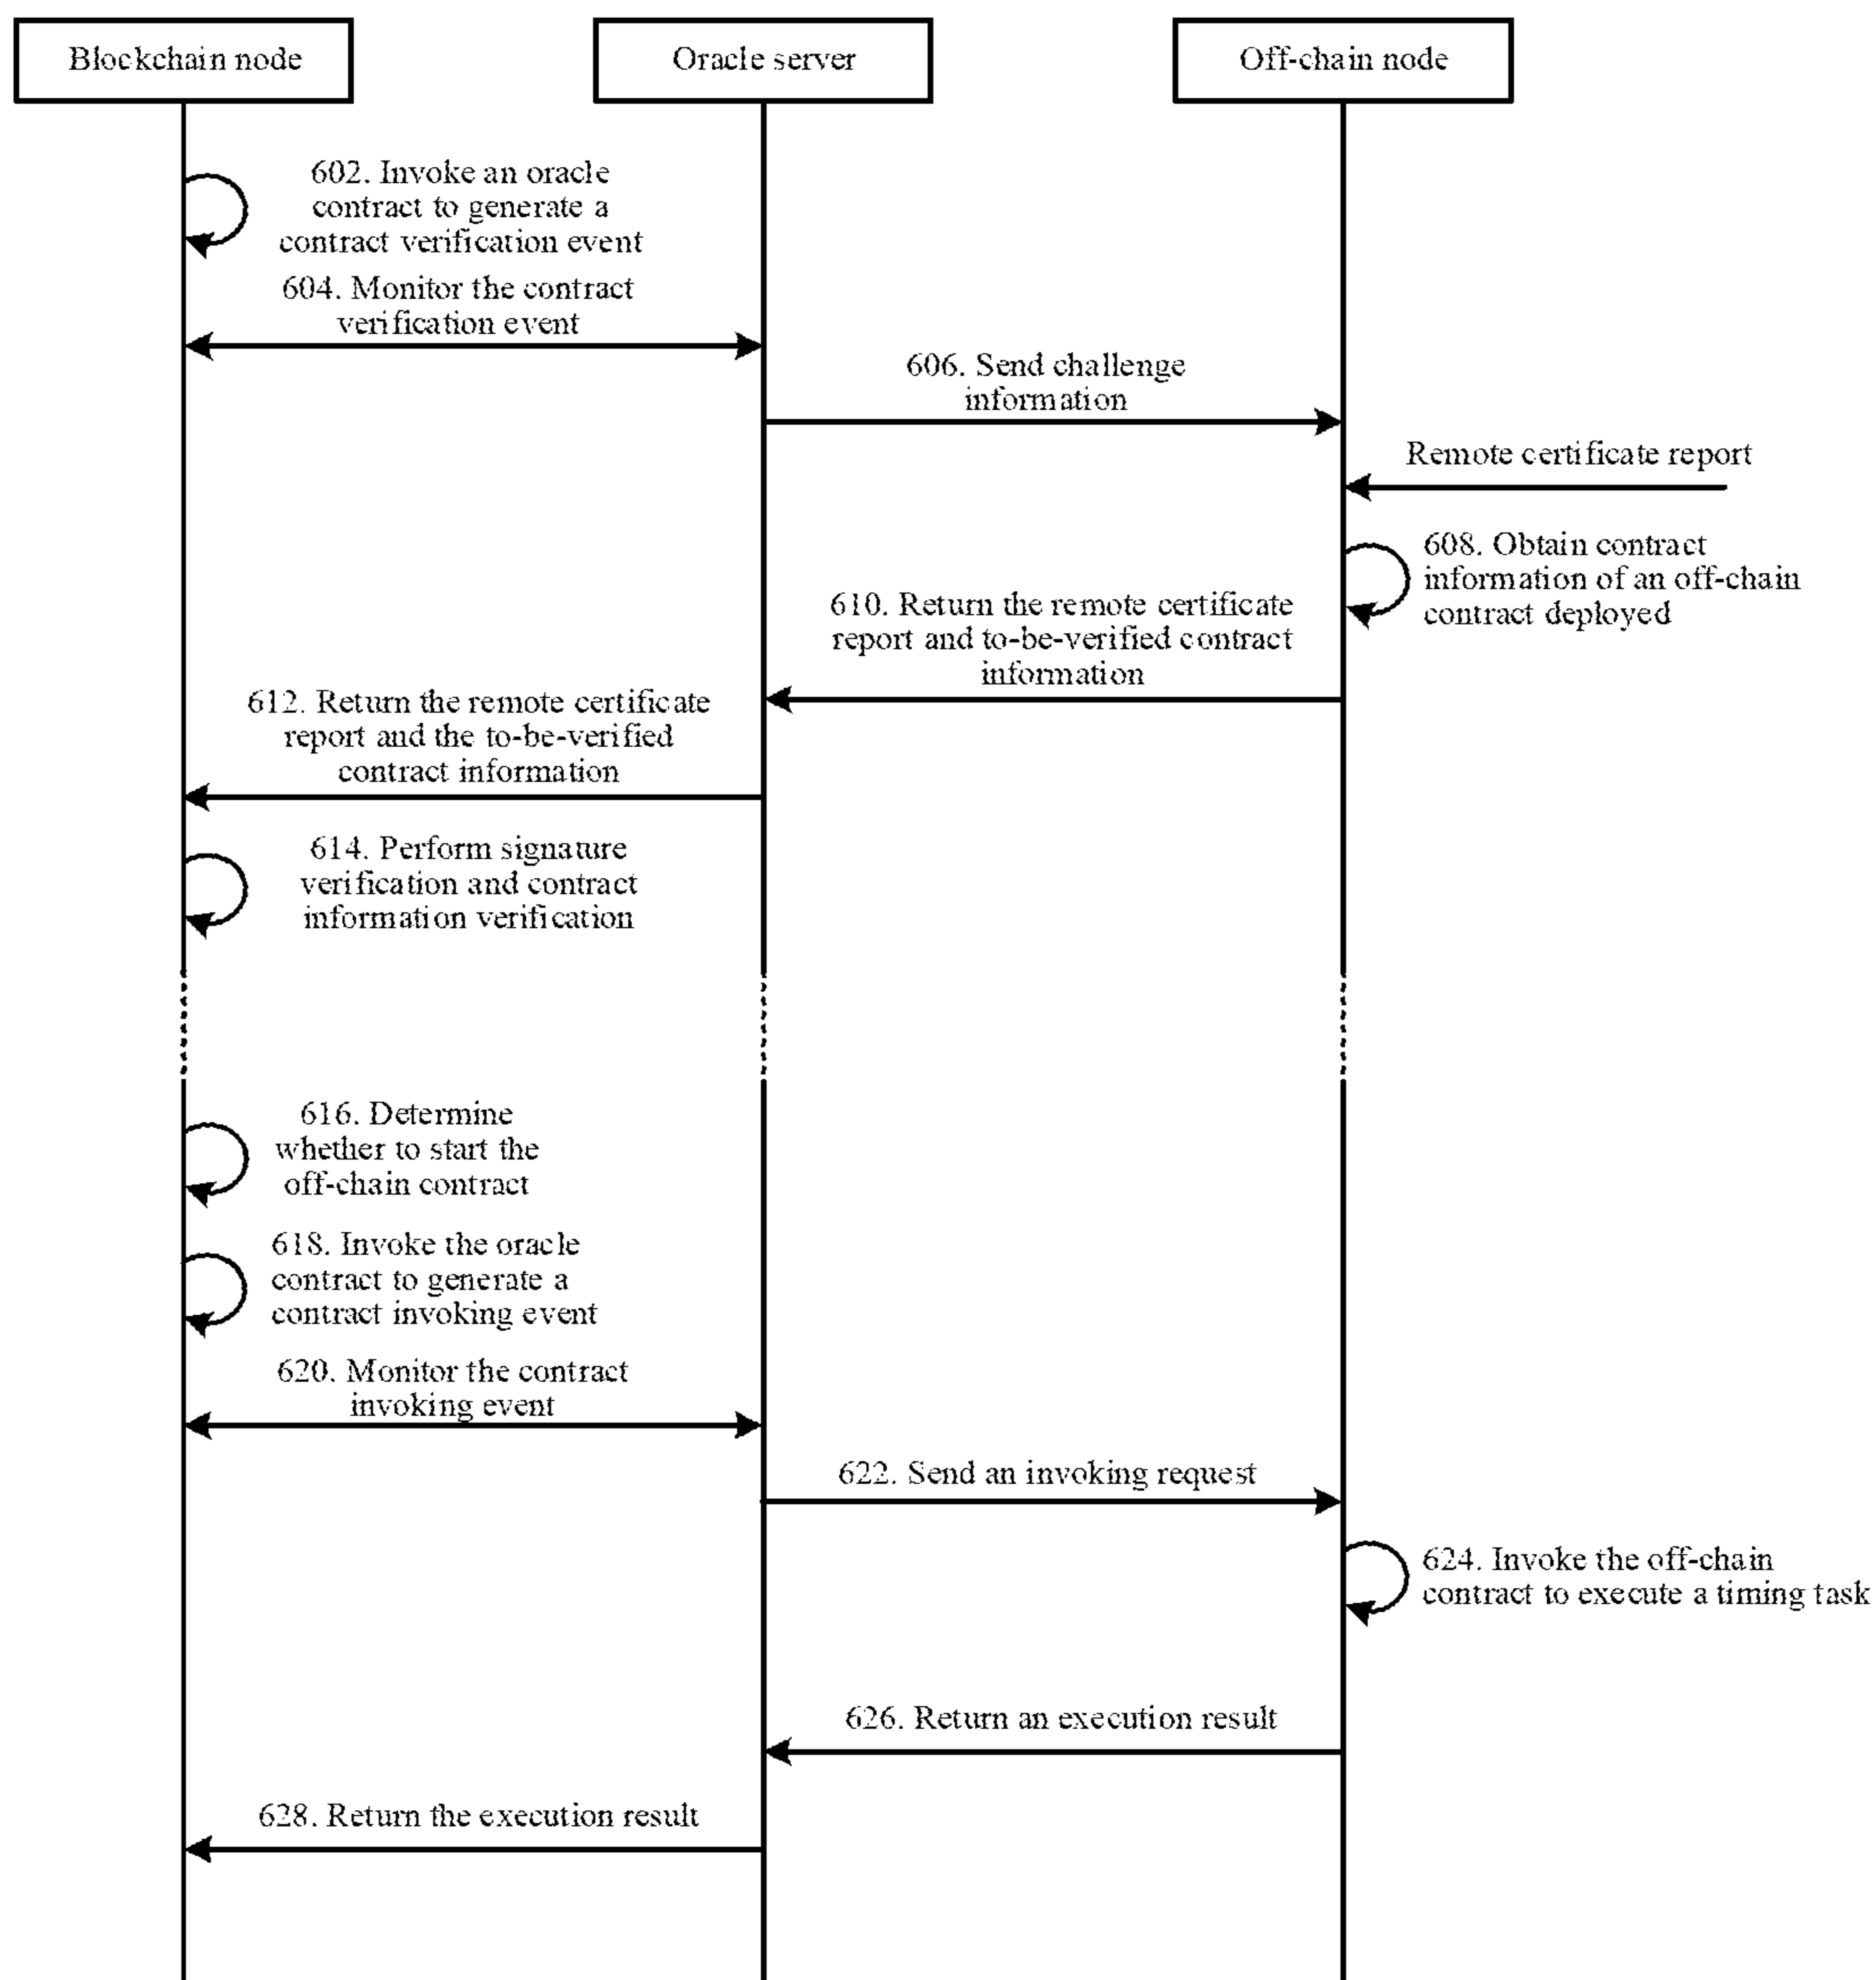 Blockchain node
Oracle server
Off-chain node
602. Invoke an oracle
contract to generate a
contract verification event
604. Monitor the contract
verification event
606. Send challenge
information
Remote certificate report
608. Obtain contract
information of an off-chain
contract deployed
610. Return the remote certificate
report and to-be-verified contract
information
612. Return the remote certificate
report and the to-be-verified
contract information
614. Perform signature
verification and contract
information verification
616. Determine
whether to start the
off-chain contract
618. Invoke the oracle
contract to generate a
contract invoking event
620. Monitor the contract
invoking event
622. Send an invoking request
624. Invoke the off-chain
contract to execute a timing task
626. Return an execution result
628. Return the execution result